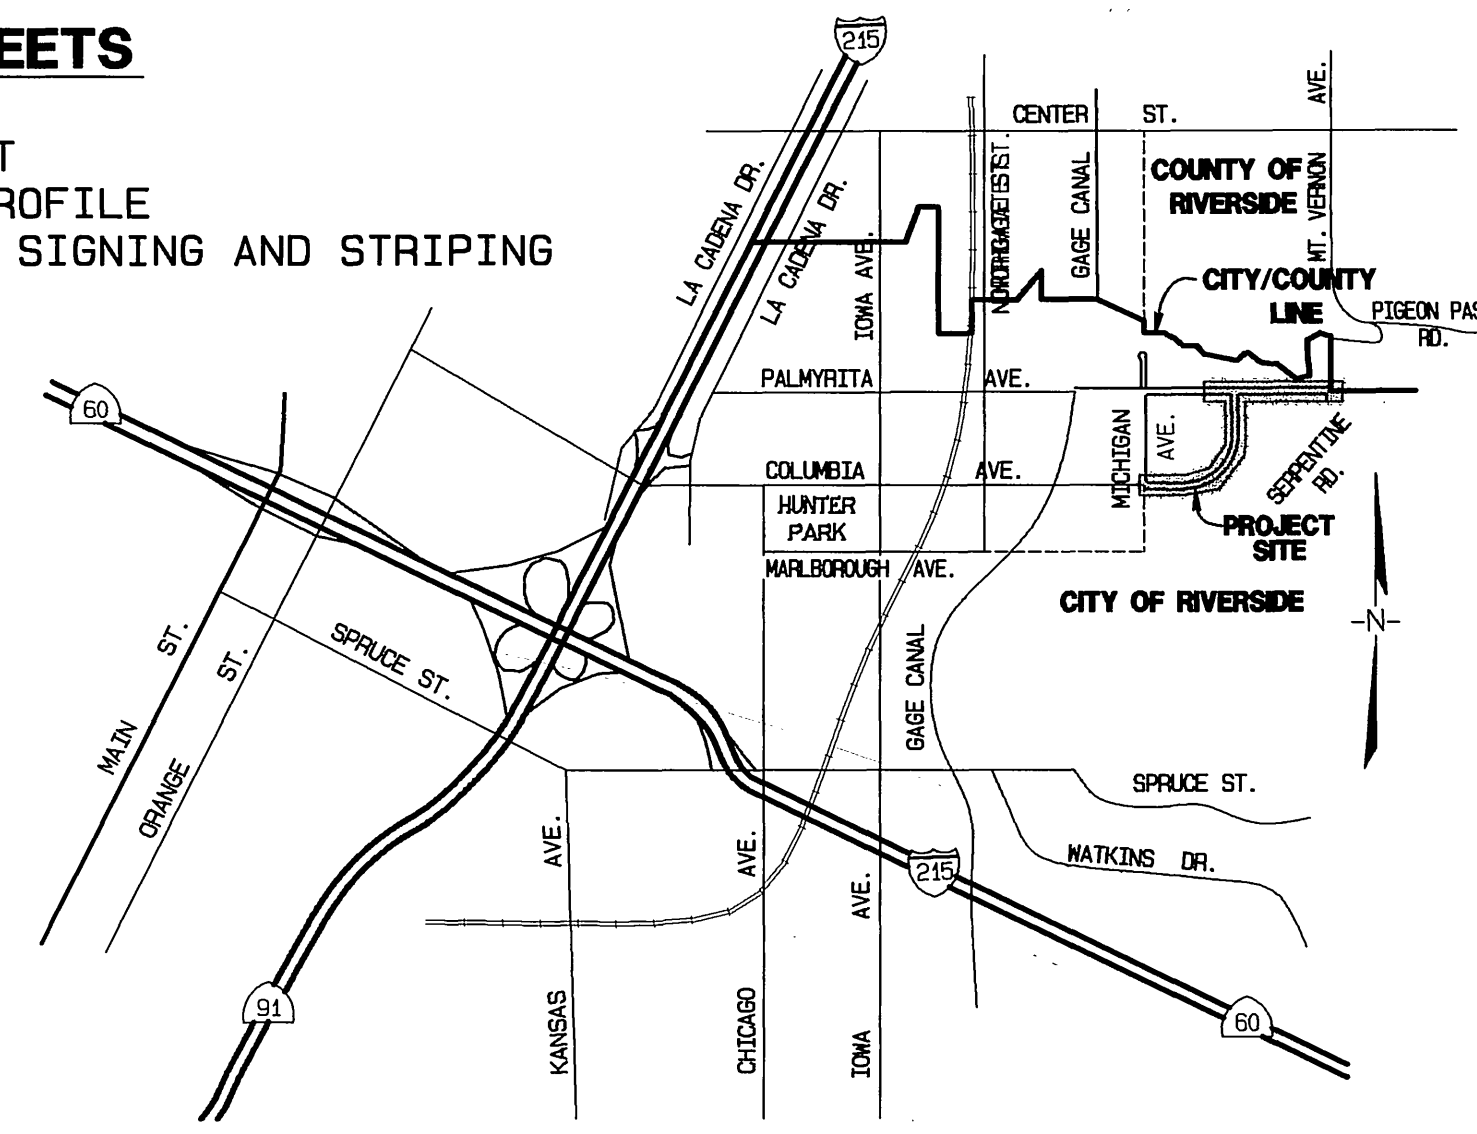 EETS
T
ROFILE
SIGNING AND STRIPING
215
CENTER ST.
MT. VERNON AVE.
COUNTY OF
RIVERSIDE
LA CADENA DR.
LA CADENA DR.
IOWA AVE.
GAGE CANAL
CITY/COUNTY
LINE
PIGEON PAS
RD.
PALMYRITA AVE.
60
MICHIGAN AVE.
SERPENTINE
RD.
COLUMBIA AVE.
HUNTER
PARK
PROJECT
SITE
MARLBOROUGH AVE.
CITY OF RIVERSIDE
-N-
MAIN ST.
ORANGE ST.
SPRUCE ST.
GAGE CANAL
SPRUCE ST.
WATKINS DR.
KANSAS AVE.
CHICAGO AVE.
IOWA AVE.
215
91
60